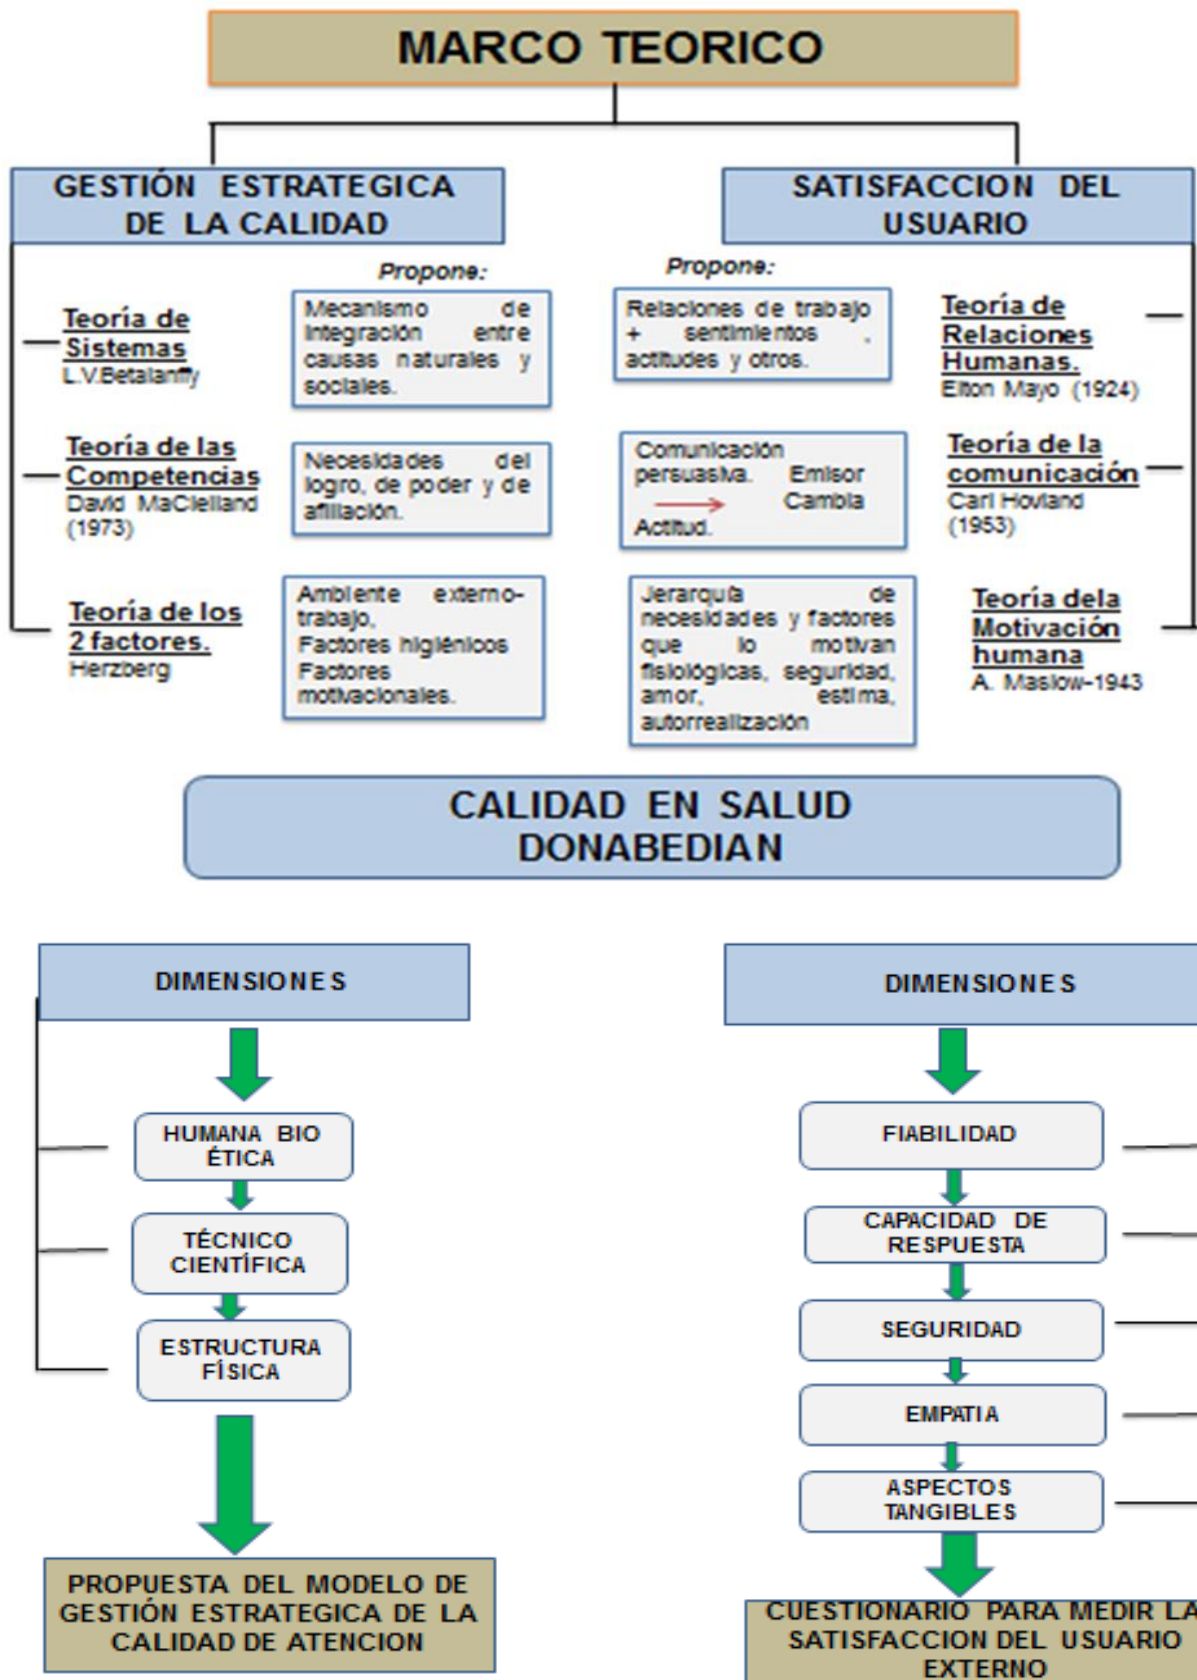 MARCO TEORICO
GESTIÓN ESTRATEGICA
DE LA CALIDAD
Propone:
Teoría de
Sistemas
L.V.Betalanffy
Mecanismo de
integración entre
causas naturales y
sociales.
Teoría de las
Competencias
David MaClelland
(1973)
Necesidades del
logro, de poder y de
afiliación.
Teoría de los
2 factores.
Herzberg
Ambiente externo-
trabajo,
Factores higiénicos
Factores
motivacionales.
SATISFACCION DEL
USUARIO
Propone:
Relaciones de trabajo
+ sentimientos ,
actitudes y otros.
Teoría de
Relaciones
Humanas.
Elton Mayo (1924)
Comunicación
persuasiva. Emisor
Cambia
Actitud.
Teoría de la
comunicación
Carl Hovland
(1953)
Jerarquía de
necesidades y factores
que lo motivan
fisiológicas, seguridad,
amor, estima,
autorrealización
Teoría dela
Motivación
humana
A. Maslow-1943
CALIDAD EN SALUD
DONABEDIAN
DIMENSIONES
HUMANA BIO
ÉTICA
TÉCNICO
CIENTÍFICA
ESTRUCTURA
FÍSICA
PROPUESTA DEL MODELO DE
GESTIÓN ESTRATEGICA DE LA
CALIDAD DE ATENCION
DIMENSIONES
FIABILIDAD
CAPACIDAD DE
RESPUESTA
SEGURIDAD
EMPATIA
ASPECTOS
TANGIBLES
CUESTIONARIO PARA MEDIR LA
SATISFACCION DEL USUARIO
EXTERNO